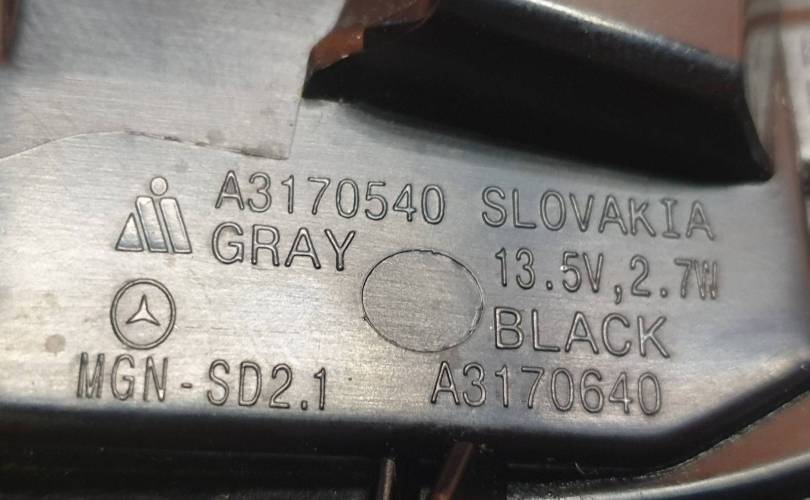 A3170540 SLOVAKIA
GRAY 13.5V,2.7W
BLACK
MGN-SD2.1 A3170640